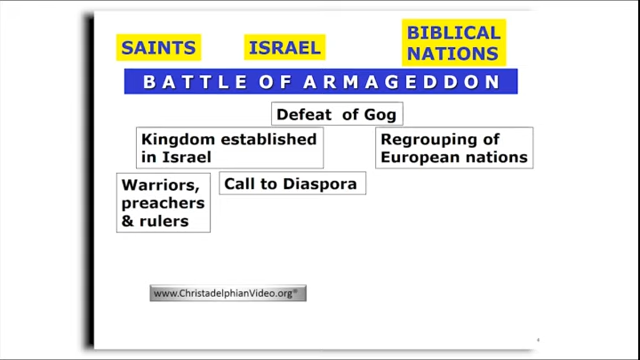 SAINTS
ISRAEL
BIBLICAL
NATIONS
BATTLE OF ARMAGEDDON
Defeat of Gog
Kingdom established
in Israel
Regrouping of
European nations
Warriors,
preachers
& rulers
Call to Diaspora
www.ChristadelphianVideo.org®